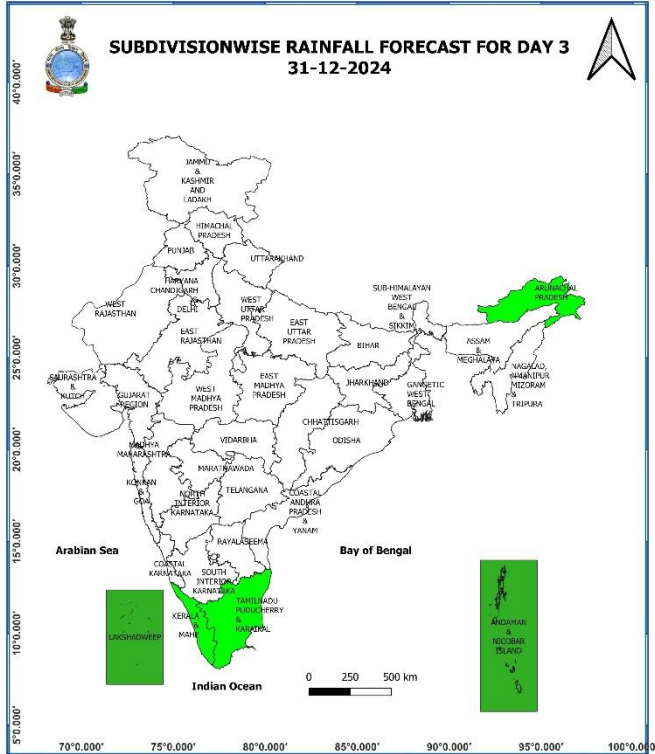 SUBDIVISIONWISE RAINFALL FORECAST FOR DAY 3
31-12-2024
40°0.000'
35°0.000'
30°0.000'
25°0.000'
20°0.000'
15°0.000'
10°0.000'
5°0.000'
JAMMU
&
KASHMIR
AND
LADAKH
HIMACHAL
PRADESH
PUNJAB
UTTARAKHAND
HARYANA
CHANDIGARH
&
DELHI
WEST
RAJASTHAN
WEST
UTTAR
PRADESH
EAST
UTTAR
PRADESH
SUB-HIMALAYAN
WEST
BENGAL
&
SIKKIM
ARUNACHAL
PRADESH
EAST
RAJASTHAN
BIHAR
ASSAM
&
MEGHALAYA
NAGALAD,
MANIPUR
MIZORAM
&
TRIPURA
SAURASHTRA
&
KUTCH
GUJARAT
REGION
WEST
MADHYA
PRADESH
EAST
MADHYA
PRADESH
JHARKHAND
GANGETIC
WEST
BENGAL
CHHATTISGARH
ODISHA
VIDARBHA
MADHYA
MAHARASHTRA
MARATHAWADA
KONKAN
&
GOA
NORTH
INTERIOR
KARNATAKA
TELANGANA
COASTAL
ANDHRA
PRADESH
&
YANAM
RAYALASEEMA
Arabian Sea
Bay of Bengal
COASTAL
KARNATAKA
SOUTH
INTERIOR
KARNATAKA
TAMILNADU
PUDUCHERRY
&
KARAIKAL
KERALA
&
MAHE
LAKSHADWEEP
ANDAMAN
&
NICOBAR
ISLAND
Indian Ocean
0 250 500 km
70°0.000' 75°0.000' 80°0.000' 85°0.000' 90°0.000' 95°0.000' 100°0.000'